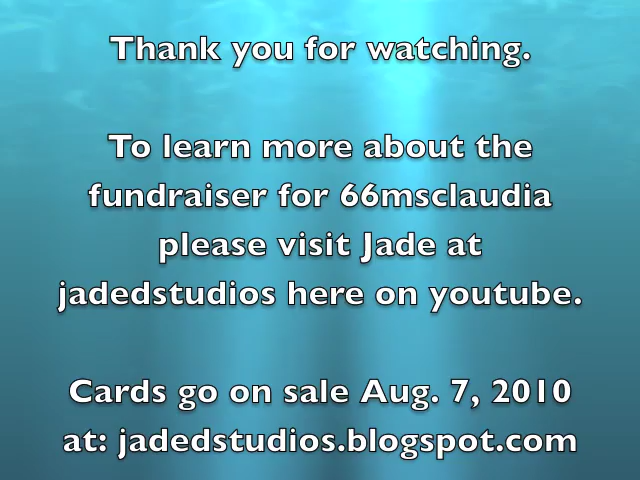 Thank you for watching.
To learn more about the
fundraiser for 66msclaudia
please visit Jade at
jadedstudios here on youtube.
Cards go on sale Aug. 7, 2010
at: jadedstudios.blogspot.com